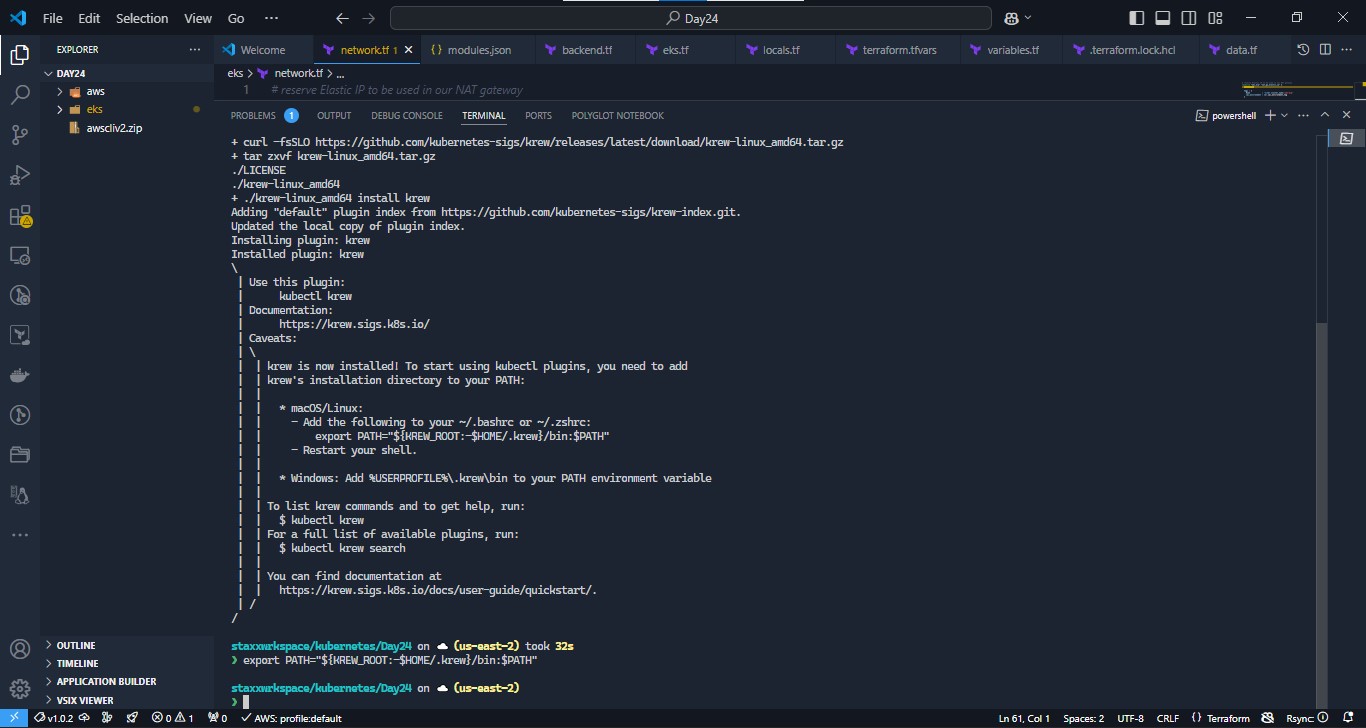 File Edit Selection View Go ··· Day24
EXPLORER ···
Welcome network.tf 1 modules.json backend.tf eks.tf locals.tf terraform.tfvars variables.tf .terraform.lock.hcl data.tf
DAY24
aws
eks
awscliv2.zip
eks > network.tf > ...
1 # reserve Elastic IP to be used in our NAT gateway
PROBLEMS 1 OUTPUT DEBUG CONSOLE TERMINAL PORTS POLYGLOT NOTEBOOK powershell
+ curl -fsSLO https://github.com/kubernetes-sigs/krew/releases/latest/download/krew-linux_amd64.tar.gz
+ tar zxvf krew-linux_amd64.tar.gz
./LICENSE
./krew-linux_amd64
+ ./krew-linux_amd64 install krew
Adding "default" plugin index from https://github.com/kubernetes-sigs/krew-index.git.
Updated the local copy of plugin index.
Installing plugin: krew
Installed plugin: krew
\
| Use this plugin:
| kubectl krew
| Documentation:
| https://krew.sigs.k8s.io/
| Caveats:
| \
| | krew is now installed! To start using kubectl plugins, you need to add
| | krew's installation directory to your PATH:
| |
| | * macOS/Linux:
| | - Add the following to your ~/.bashrc or ~/.zshrc:
| | export PATH="${KREW_ROOT:-$HOME/.krew}/bin:$PATH"
| | - Restart your shell.
| |
| | * Windows: Add %USERPROFILE%\.krew\bin to your PATH environment variable
| |
| | To list krew commands and to get help, run:
| | $ kubectl krew
| | For a full list of available plugins, run:
| | $ kubectl krew search
| |
| | You can find documentation at
| | https://krew.sigs.k8s.io/docs/user-guide/quickstart/.
| /
/
staxxwrkspace/kubernetes/Day24 on ☁ (us-east-2) took 32s
❯ export PATH="${KREW_ROOT:-$HOME/.krew}/bin:$PATH"
staxxwrkspace/kubernetes/Day24 on ☁ (us-east-2)
❯
OUTLINE
TIMELINE
APPLICATION BUILDER
VSIX VIEWER
v1.0.2 0 1 0 AWS: profile:default Ln 61, Col 1 Spaces: 2 UTF-8 CRLF {} Terraform Rsync: